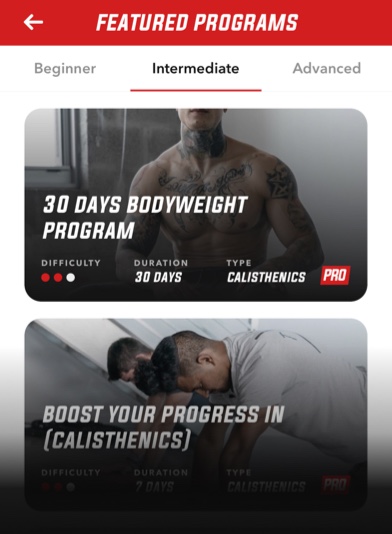 FEATURED PROGRAMS
Beginner Intermediate Advanced
30 DAYS BODYWEIGHT
PROGRAM
DIFFICULTY DURATION TYPE
30 DAYS CALISTHENICS PRO
BOOST YOUR PROGRESS IN
(CALISTHENICS)
DIFFICULTY DURATION TYPE
7 DAYS CALISTHENICS PRO